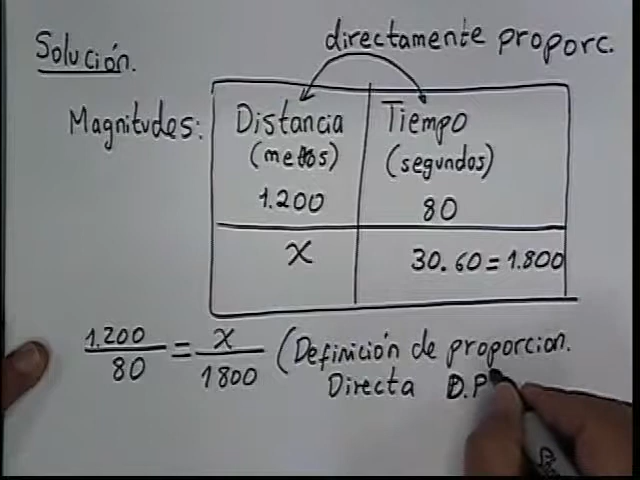 Solución.
directamente proporc.
Magnitudes:
Distancia Tiempo
(metros) (segundos)
1.200 80
x 30.60=1.800
1.200/80 = x/1800 (Definición de proporcion.
Directa D.P